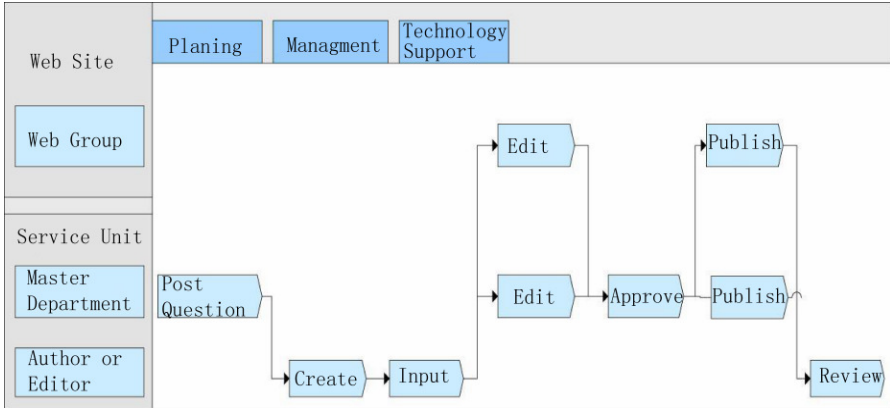 Planing
Managment
Technology
Support
Web Site
Web Group
Edit
Publish
Service Unit
Master
Department
Post
Question
Edit
Approve
Publish
Author or
Editor
Create
Input
Review